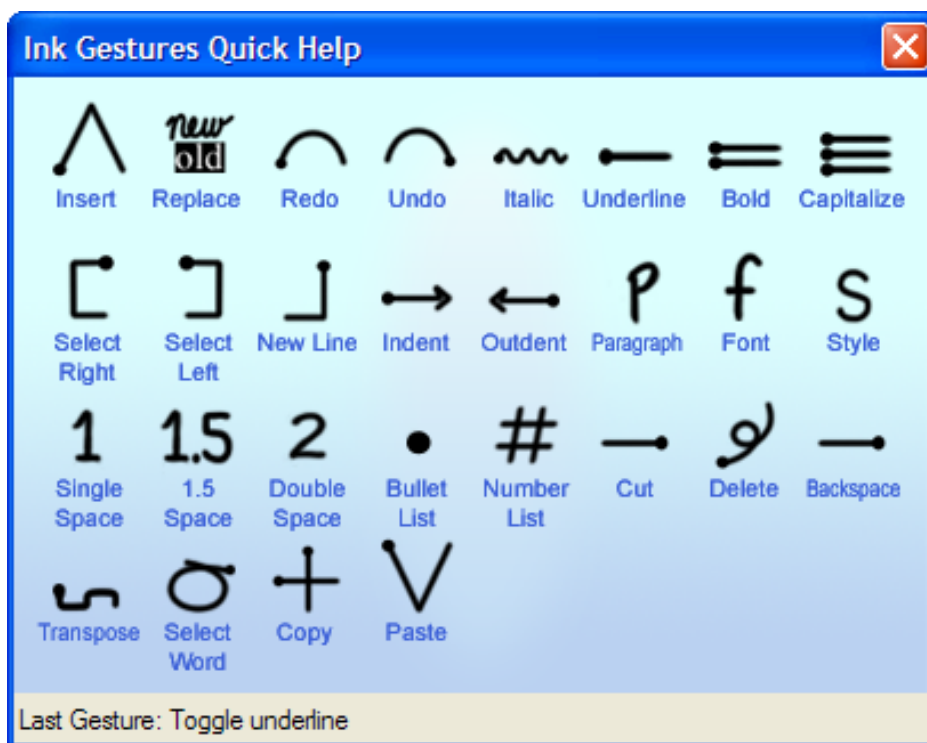 Ink Gestures Quick Help
new
old
Insert Replace Redo Undo Italic Underline Bold Capitalize
p f s
Select Select New Line Indent Outdent Paragraph Font Style
Right Left
1 1.5 2 #
Single 1.5 Double Bullet Number Cut Delete Backspace
Space Space Space List List
Transpose Select Copy Paste
Word
Last Gesture: Toggle underline